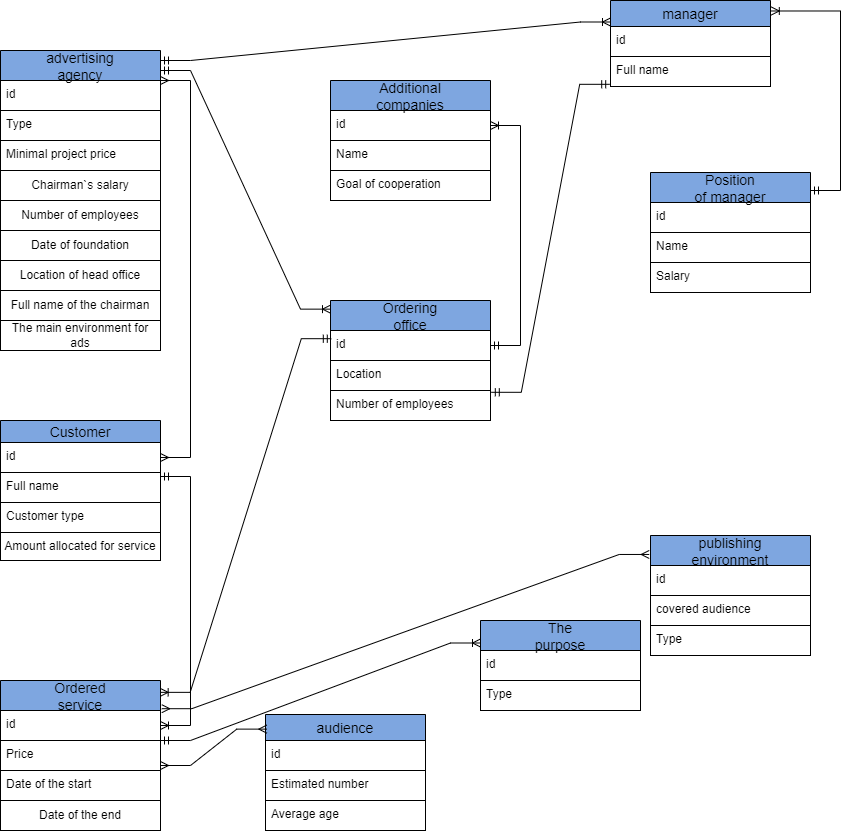 manager
id
Full name
advertising
agency
id
Type
Minimal project price
Chairman`s salary
Number of employees
Date of foundation
Location of head office
Full name of the chairman
The main environment for
ads
Additional
companies
id
Name
Goal of cooperation
Position
of manager
id
Name
Salary
Ordering
office
id
Location
Number of employees
Customer
id
Full name
Customer type
Amount allocated for service
publishing
environment
id
covered audience
Type
The
purpose
id
Type
Ordered
service
id
Price
Date of the start
Date of the end
audience
id
Estimated number
Average age